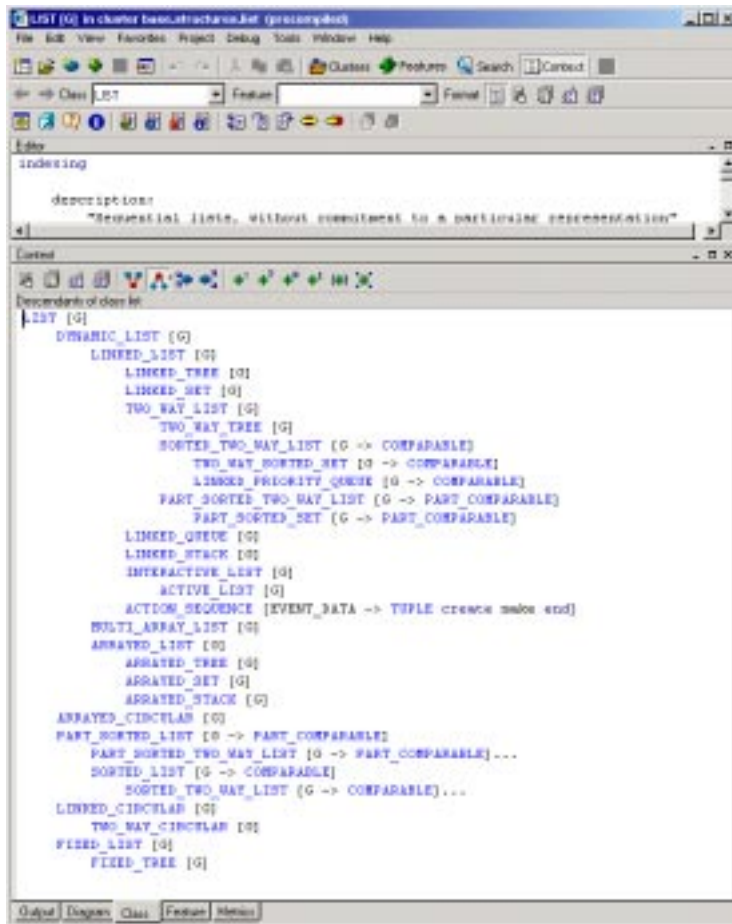 LIST [G] in cluster base.structures.list (precompiled)
File Edit View Favorites Project Debug Tools Window Help
Clusters Features Search Context
Class LIST Feature Format
Editor
indexing
description:
"Sequential lists, without commitment to a particular representation"
Context
Descendants of class list
LIST [G]
DYNAMIC_LIST [G]
LINKED_LIST [G]
LINKED_TREE [G]
LINKED_SET [G]
TWO_WAY_LIST [G]
TWO_WAY_TREE [G]
SORTED_TWO_WAY_LIST [G -> COMPARABLE]
TWO_WAY_SORTED_SET [G -> COMPARABLE]
LINKED_PRIORITY_QUEUE [G -> COMPARABLE]
PART_SORTED_TWO_WAY_LIST [G -> PART_COMPARABLE]
PART_SORTED_SET [G -> PART_COMPARABLE]
LINKED_QUEUE [G]
LINKED_STACK [G]
INTERACTIVE_LIST [G]
ACTIVE_LIST [G]
ACTION_SEQUENCE [EVENT_DATA -> TUPLE create make end]
MULTI_ARRAY_LIST [G]
ARRAYED_LIST [G]
ARRAYED_TREE [G]
ARRAYED_SET [G]
ARRAYED_STACK [G]
ARRAYED_CIRCULAR [G]
PART_SORTED_LIST [G -> PART_COMPARABLE]
PART_SORTED_TWO_WAY_LIST [G -> PART_COMPARABLE]...
SORTED_LIST [G -> COMPARABLE]
SORTED_TWO_WAY_LIST [G -> COMPARABLE]...
LINKED_CIRCULAR [G]
TWO_WAY_CIRCULAR [G]
FIXED_LIST [G]
FIXED_TREE [G]
Output Diagram Class Feature Metrics